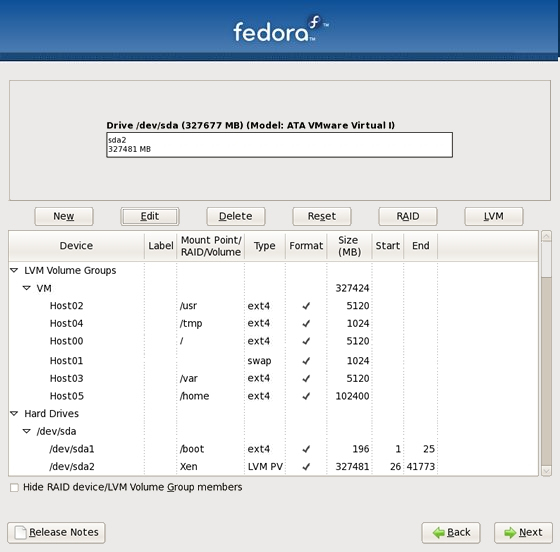 fedora™
Drive /dev/sda (327677 MB) (Model: ATA VMware Virtual I)
sda2
327481 MB
New Edit Delete Reset RAID LVM
Device Label Mount Point/ RAID/Volume Type Format Size (MB) Start End
LVM Volume Groups
VM 327424
Host02 /usr ext4 ✓ 5120
Host04 /tmp ext4 ✓ 1024
Host00 / ext4 ✓ 5120
Host01 swap ✓ 1024
Host03 /var ext4 ✓ 5120
Host05 /home ext4 ✓ 102400
Hard Drives
/dev/sda
/dev/sda1 /boot ext4 ✓ 196 1 25
/dev/sda2 Xen LVM PV ✓ 327481 26 41773
Hide RAID device/LVM Volume Group members
Release Notes Back Next